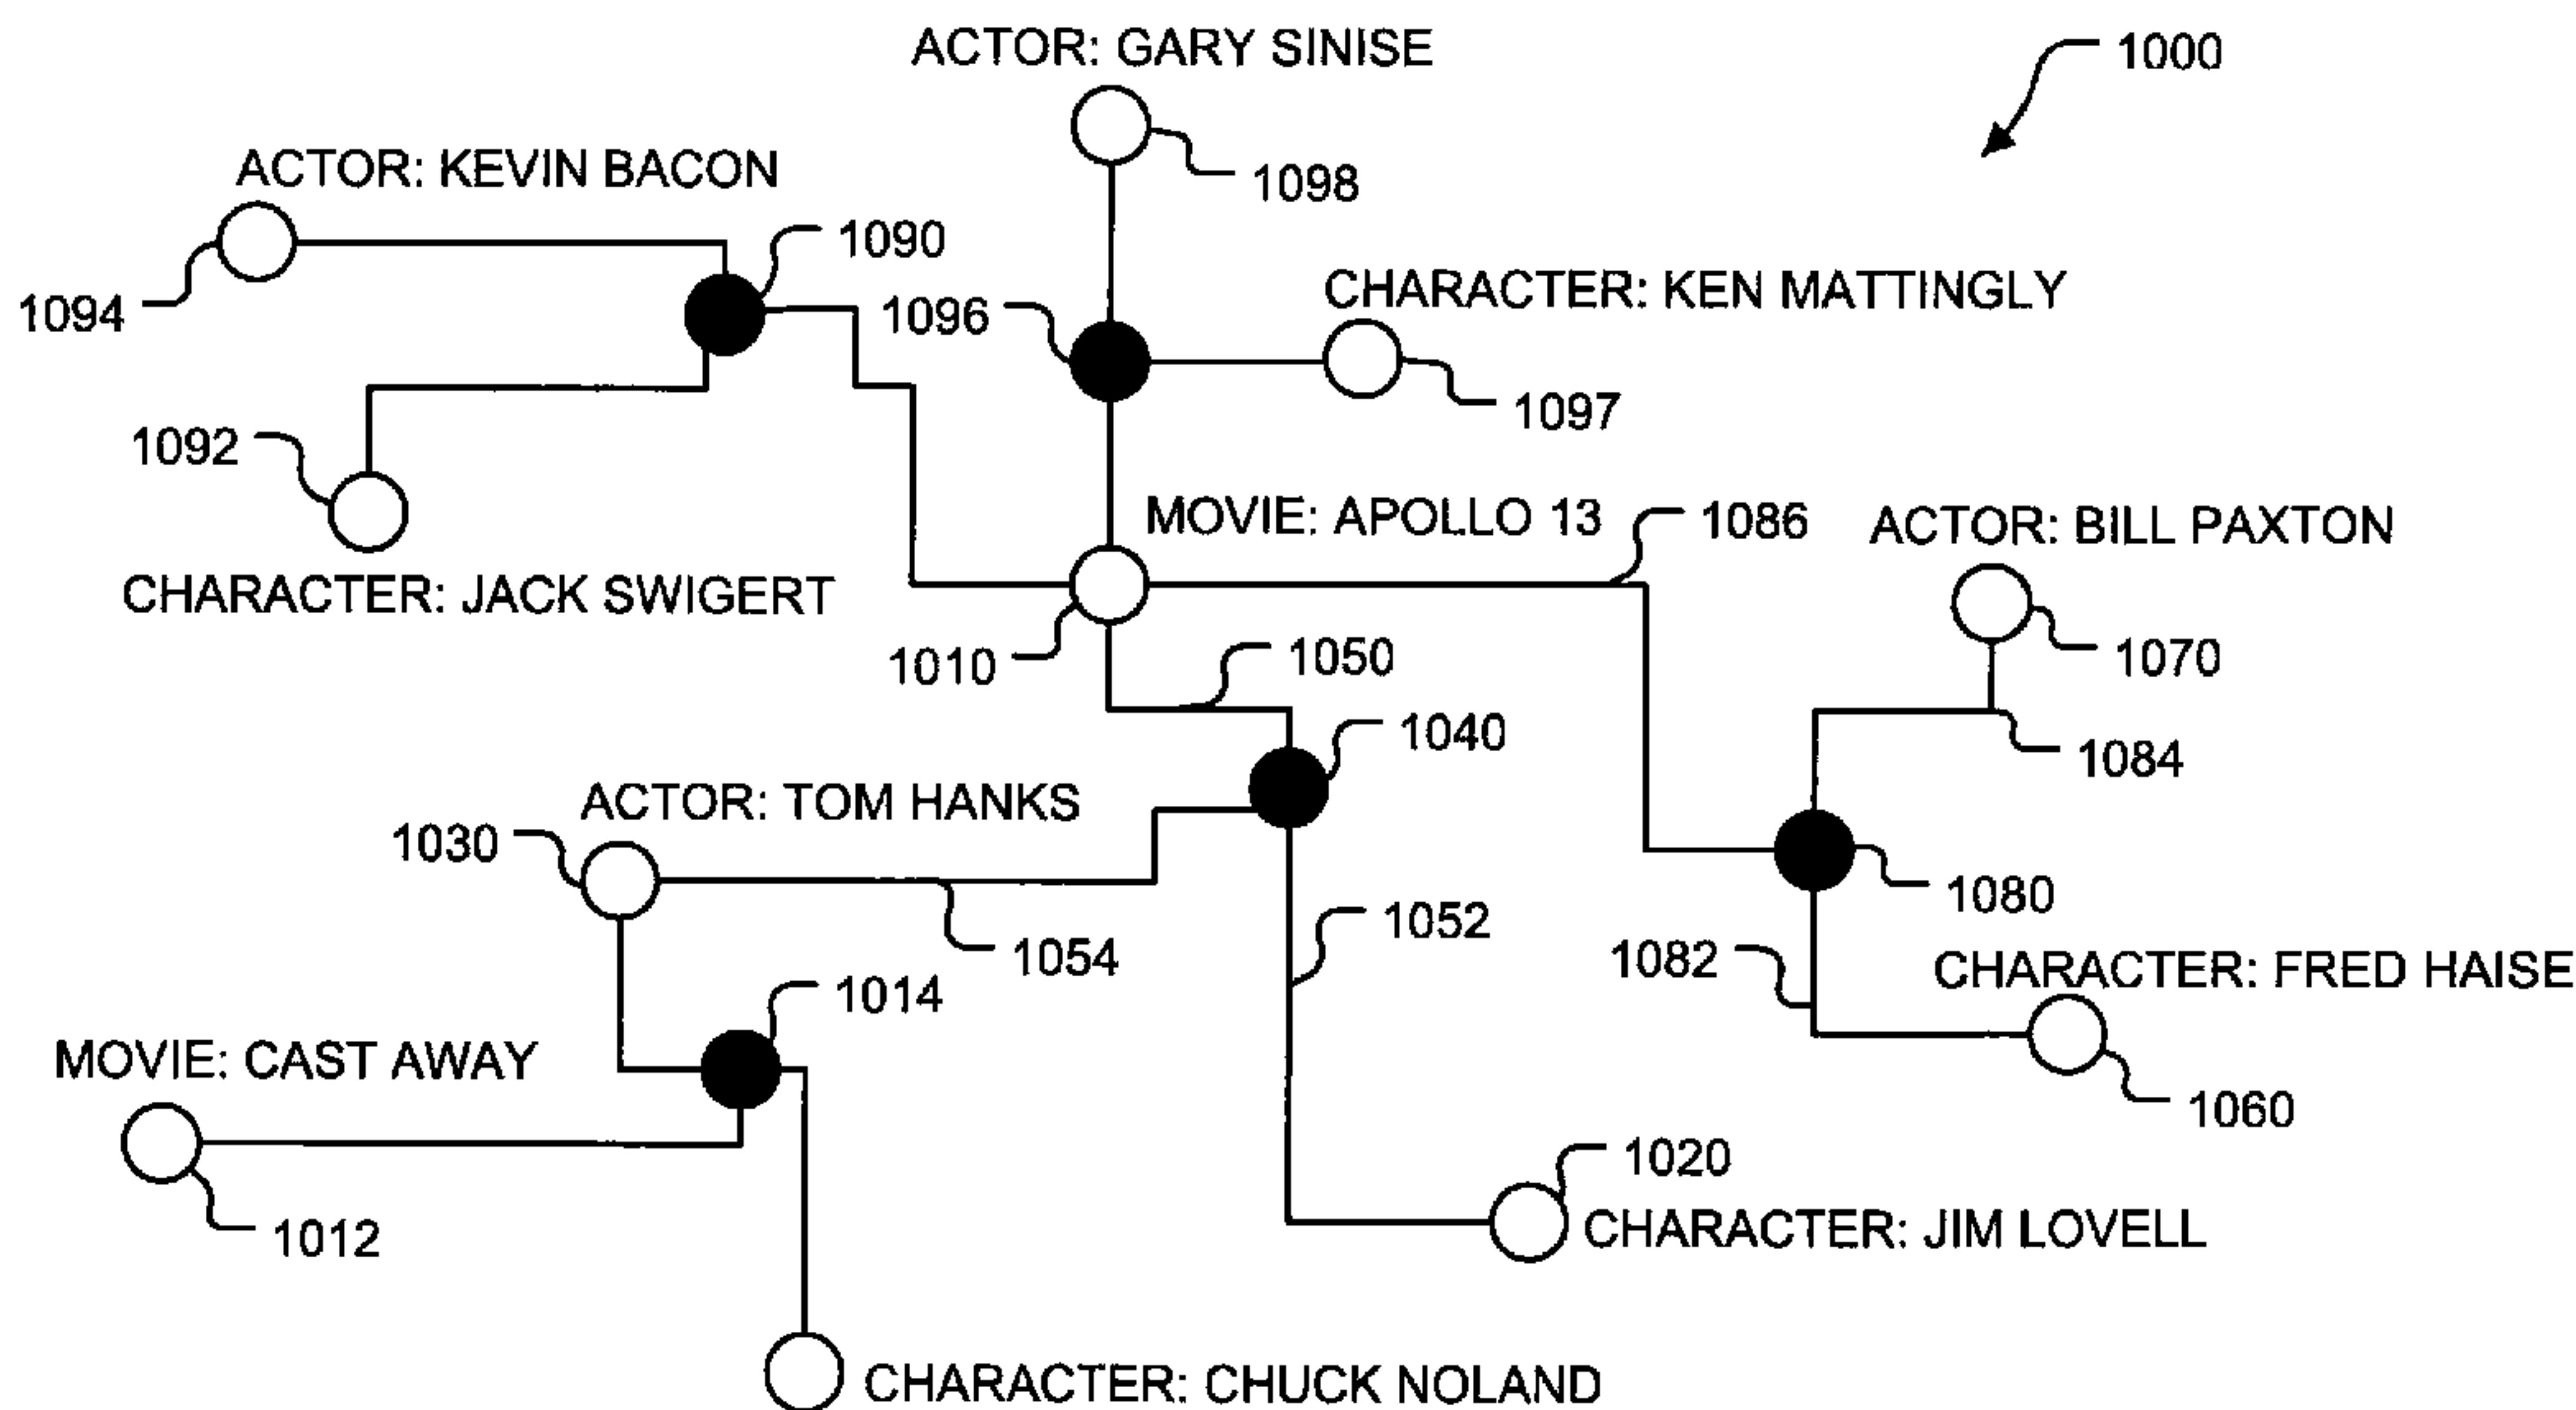 ACTOR: GARY SINISE
1000
ACTOR: KEVIN BACON
1098
1090
1094
1096
CHARACTER: KEN MATTINGLY
1097
1092
MOVIE: APOLLO 13
1086
ACTOR: BILL PAXTON
CHARACTER: JACK SWIGERT
1010
1050
1070
1040
1084
ACTOR: TOM HANKS
1030
1080
1052
1054
1082
CHARACTER: FRED HAISE
1014
MOVIE: CAST AWAY
1060
1020
1012
CHARACTER: JIM LOVELL
CHARACTER: CHUCK NOLAND